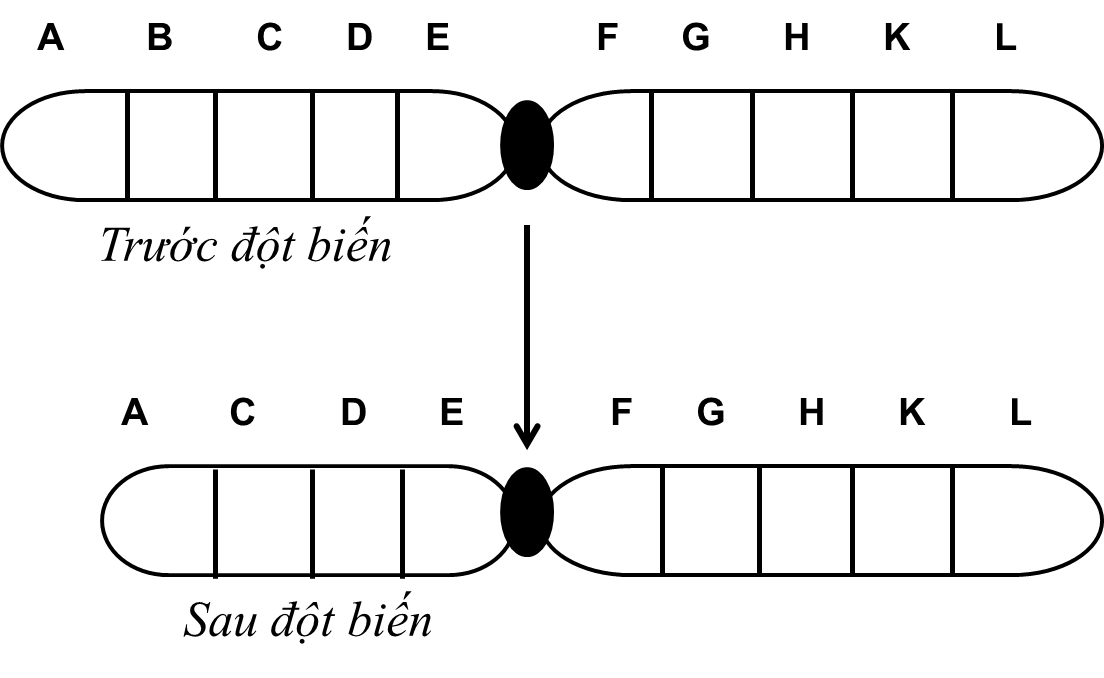 A B C D E F G H K L
Trước đột biến
A C D E F G H K L
Sau đột biến